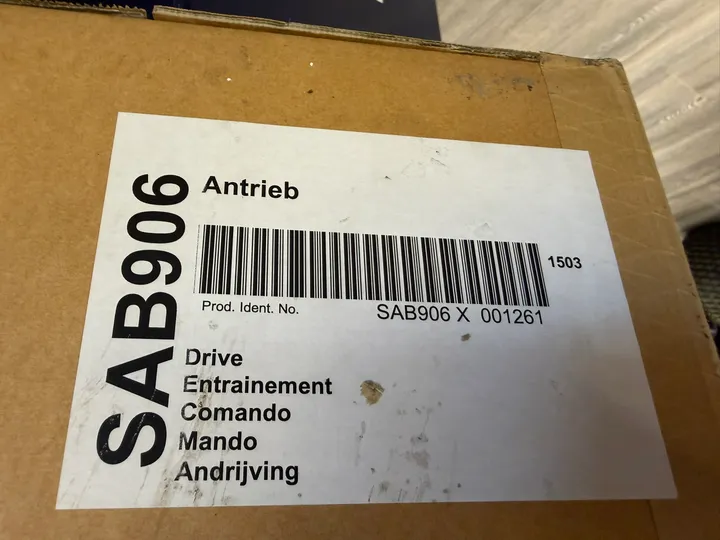 SAB906
Antrieb
1503
Prod. Ident. No.
SAB906 X 001261
Drive
Entrainement
Comando
Mando
Andrijving